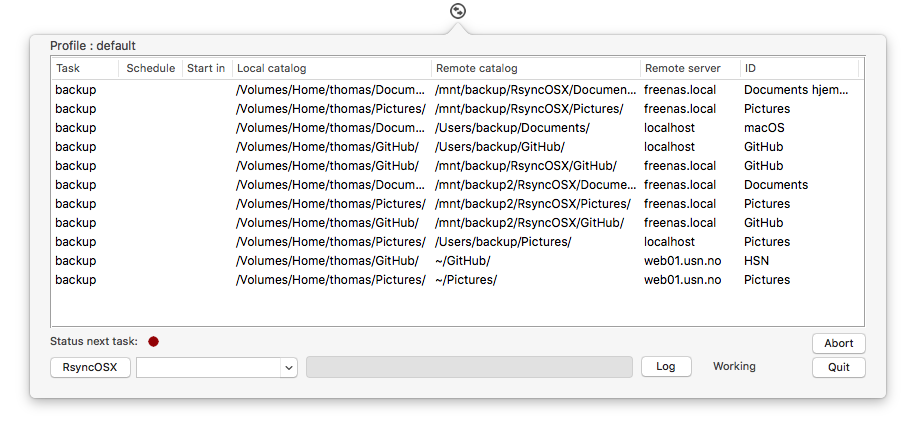 Profile : default
Task Schedule Start in Local catalog Remote catalog Remote server ID
backup /Volumes/Home/thomas/Docum... /mnt/backup/RsyncOSX/Documen... freenas.local Documents hjem...
backup /Volumes/Home/thomas/Pictures/ /mnt/backup/RsyncOSX/Pictures/ freenas.local Pictures
backup /Volumes/Home/thomas/Docum... /Users/backup/Documents/ localhost macOS
backup /Volumes/Home/thomas/GitHub/ /Users/backup/GitHub/ localhost GitHub
backup /Volumes/Home/thomas/GitHub/ /mnt/backup/RsyncOSX/GitHub/ freenas.local GitHub
backup /Volumes/Home/thomas/Docum... /mnt/backup2/RsyncOSX/Docume... freenas.local Documents
backup /Volumes/Home/thomas/Pictures/ /mnt/backup2/RsyncOSX/Pictures/ freenas.local Pictures
backup /Volumes/Home/thomas/GitHub/ /mnt/backup2/RsyncOSX/GitHub/ freenas.local GitHub
backup /Volumes/Home/thomas/Pictures/ /Users/backup/Pictures/ localhost Pictures
backup /Volumes/Home/thomas/GitHub/ ~/GitHub/ web01.usn.no HSN
backup /Volumes/Home/thomas/Pictures/ ~/Pictures/ web01.usn.no Pictures
Status next task: Abort
RsyncOSX Log Working Quit